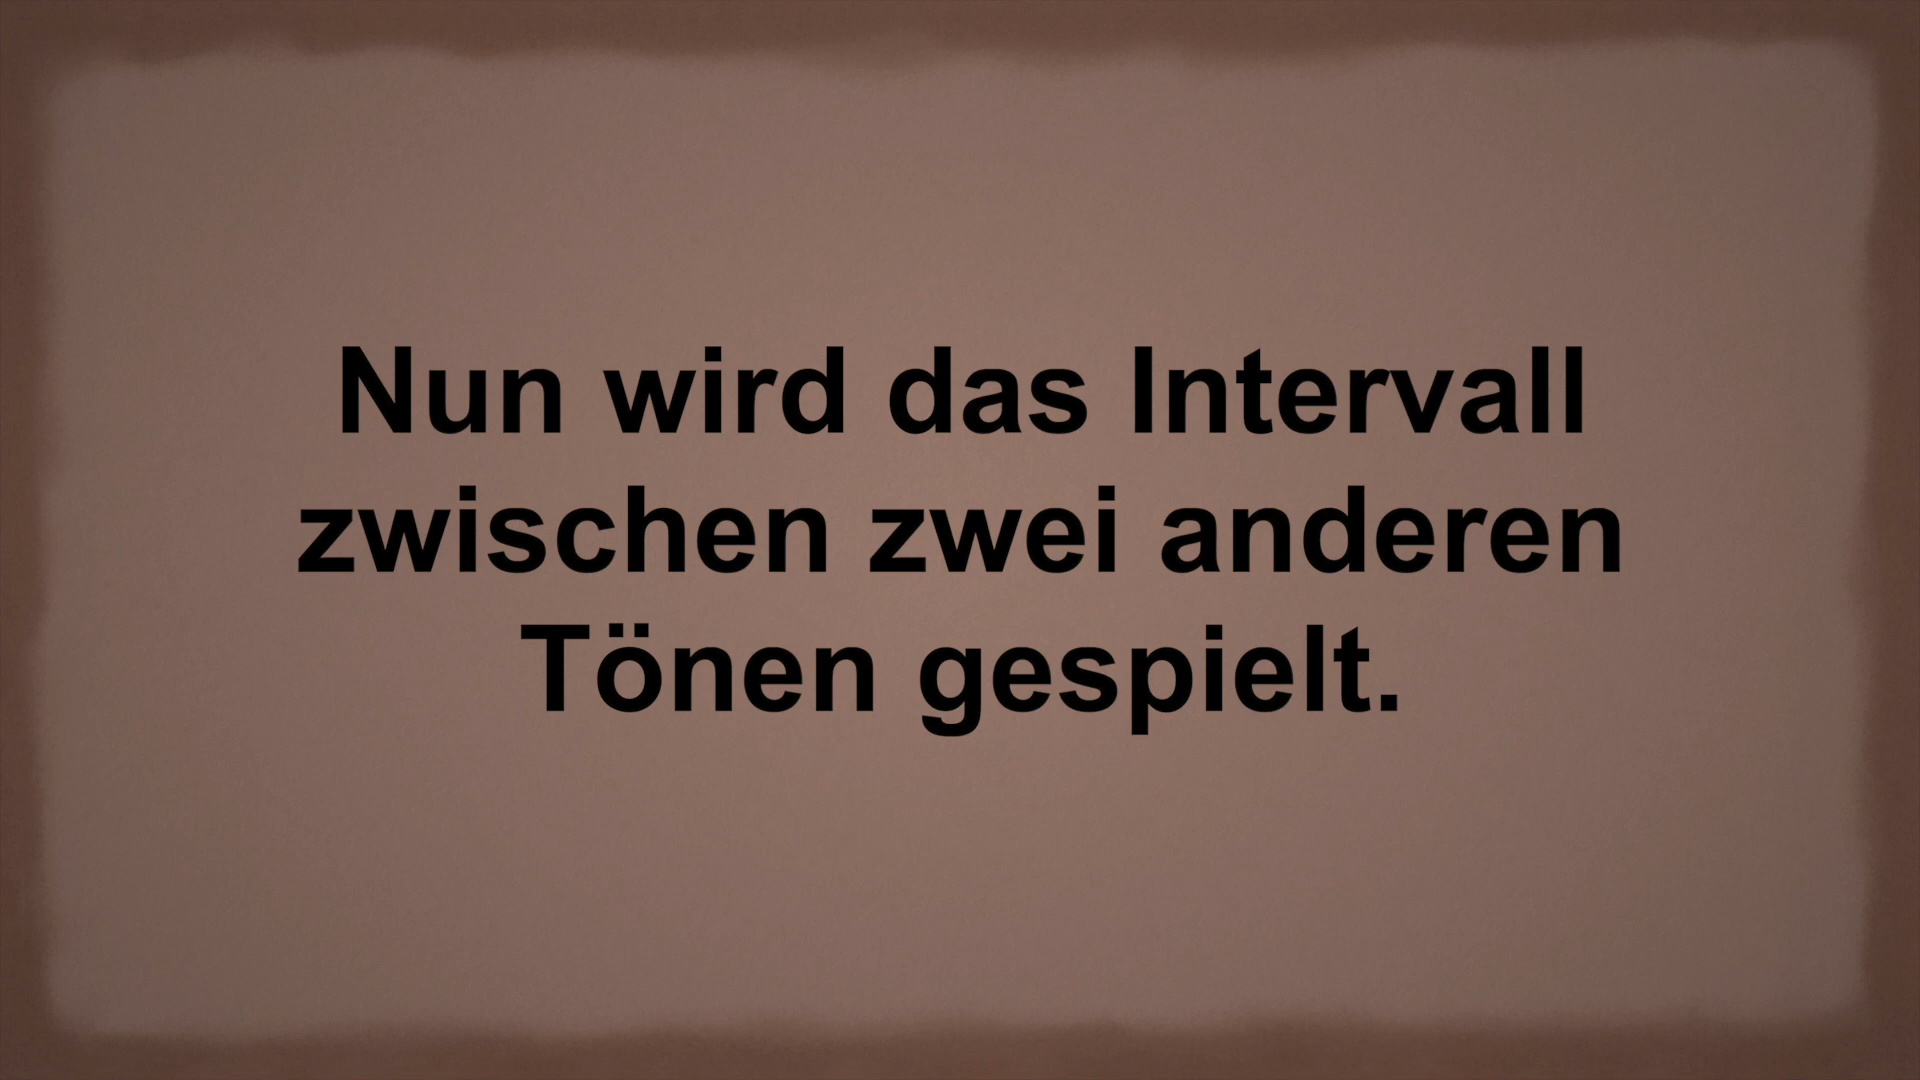 Nun wird das Intervall
zwischen zwei anderen
Tönen gespielt.